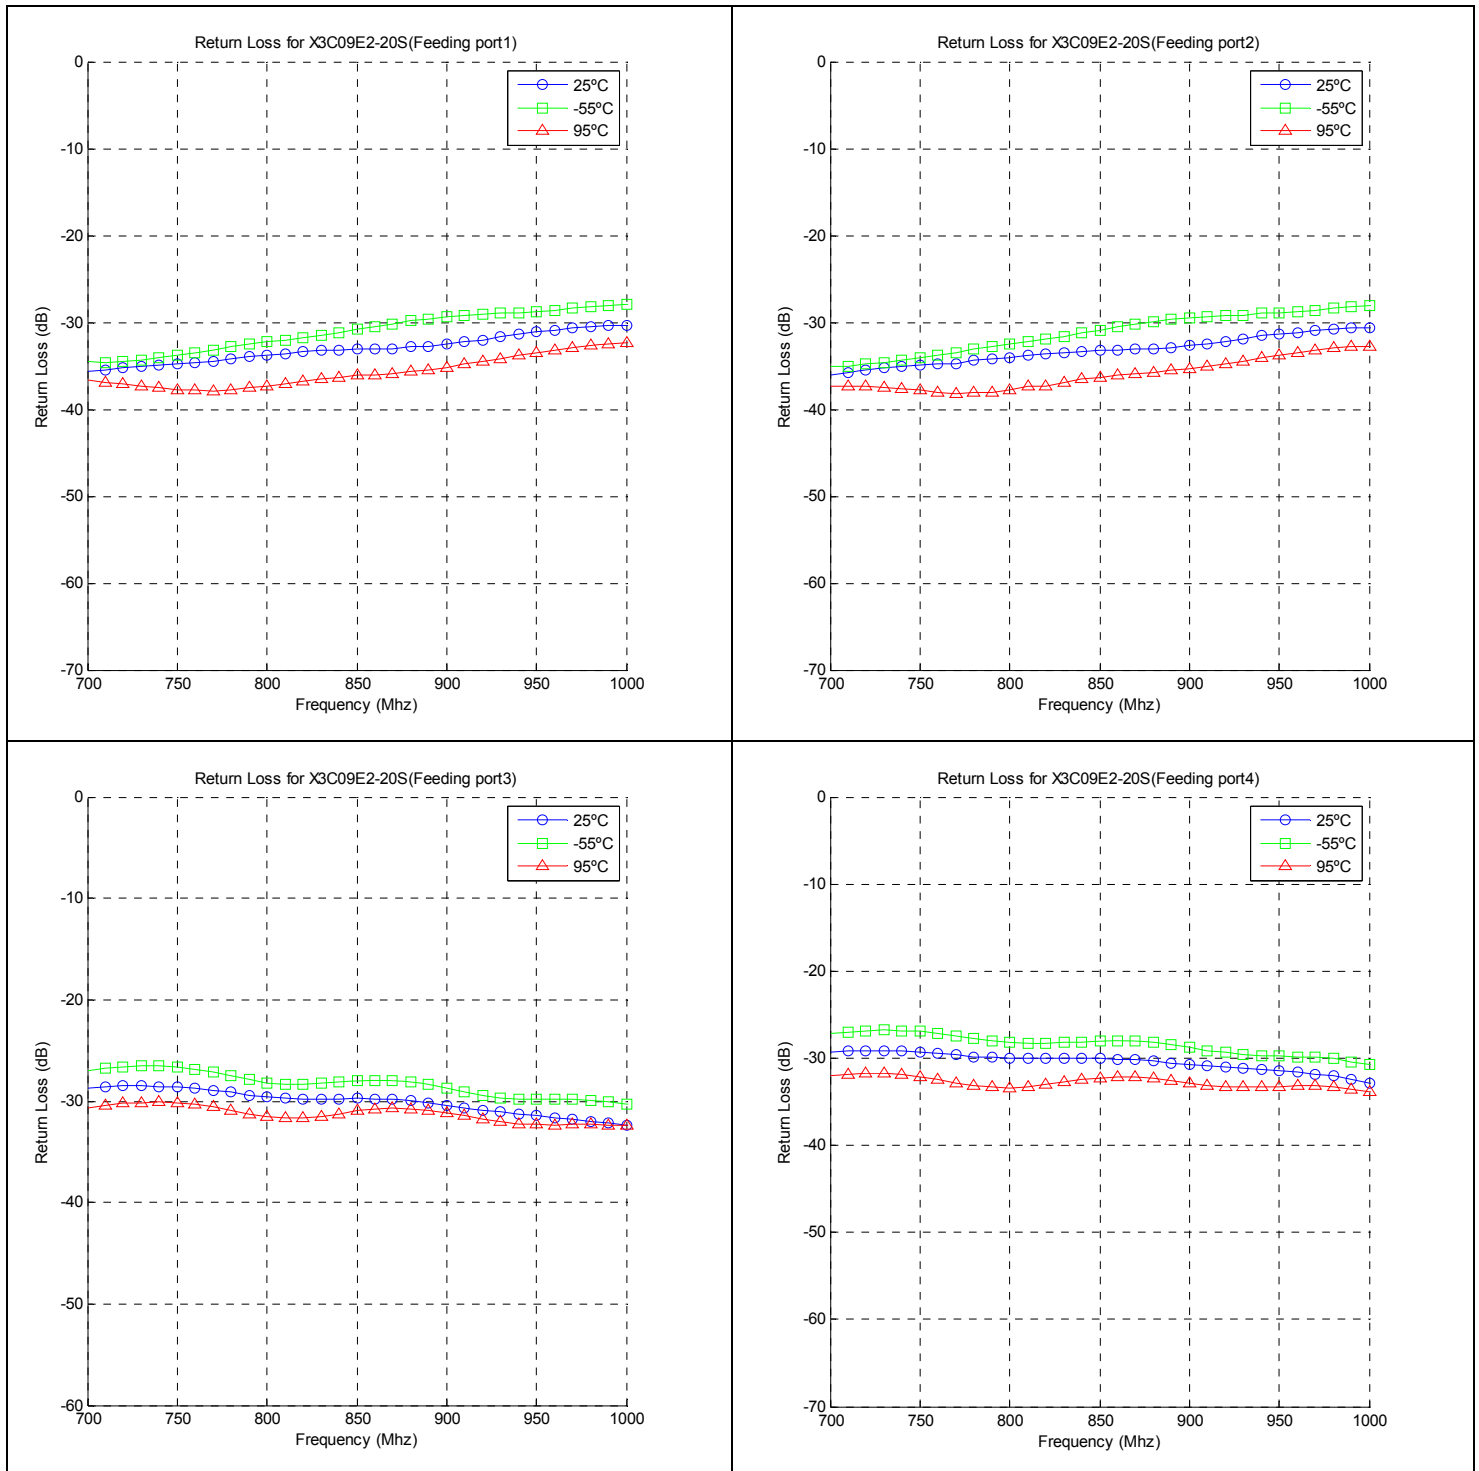 Return Loss for X3C09E2-20S(Feeding port1)
0
-10
-20
-30
-40
-50
-60
-70
Return Loss (dB)
25ºC
-55ºC
95ºC
700 750 800 850 900 950 1000
Frequency (Mhz)
Return Loss for X3C09E2-20S(Feeding port2)
0
-10
-20
-30
-40
-50
-60
-70
Return Loss (dB)
25ºC
-55ºC
95ºC
700 750 800 850 900 950 1000
Frequency (Mhz)
Return Loss for X3C09E2-20S(Feeding port3)
0
-10
-20
-30
-40
-50
-60
Return Loss (dB)
25ºC
-55ºC
95ºC
700 750 800 850 900 950 1000
Frequency (Mhz)
Return Loss for X3C09E2-20S(Feeding port4)
0
-10
-20
-30
-40
-50
-60
-70
Return Loss (dB)
25ºC
-55ºC
95ºC
700 750 800 850 900 950 1000
Frequency (Mhz)